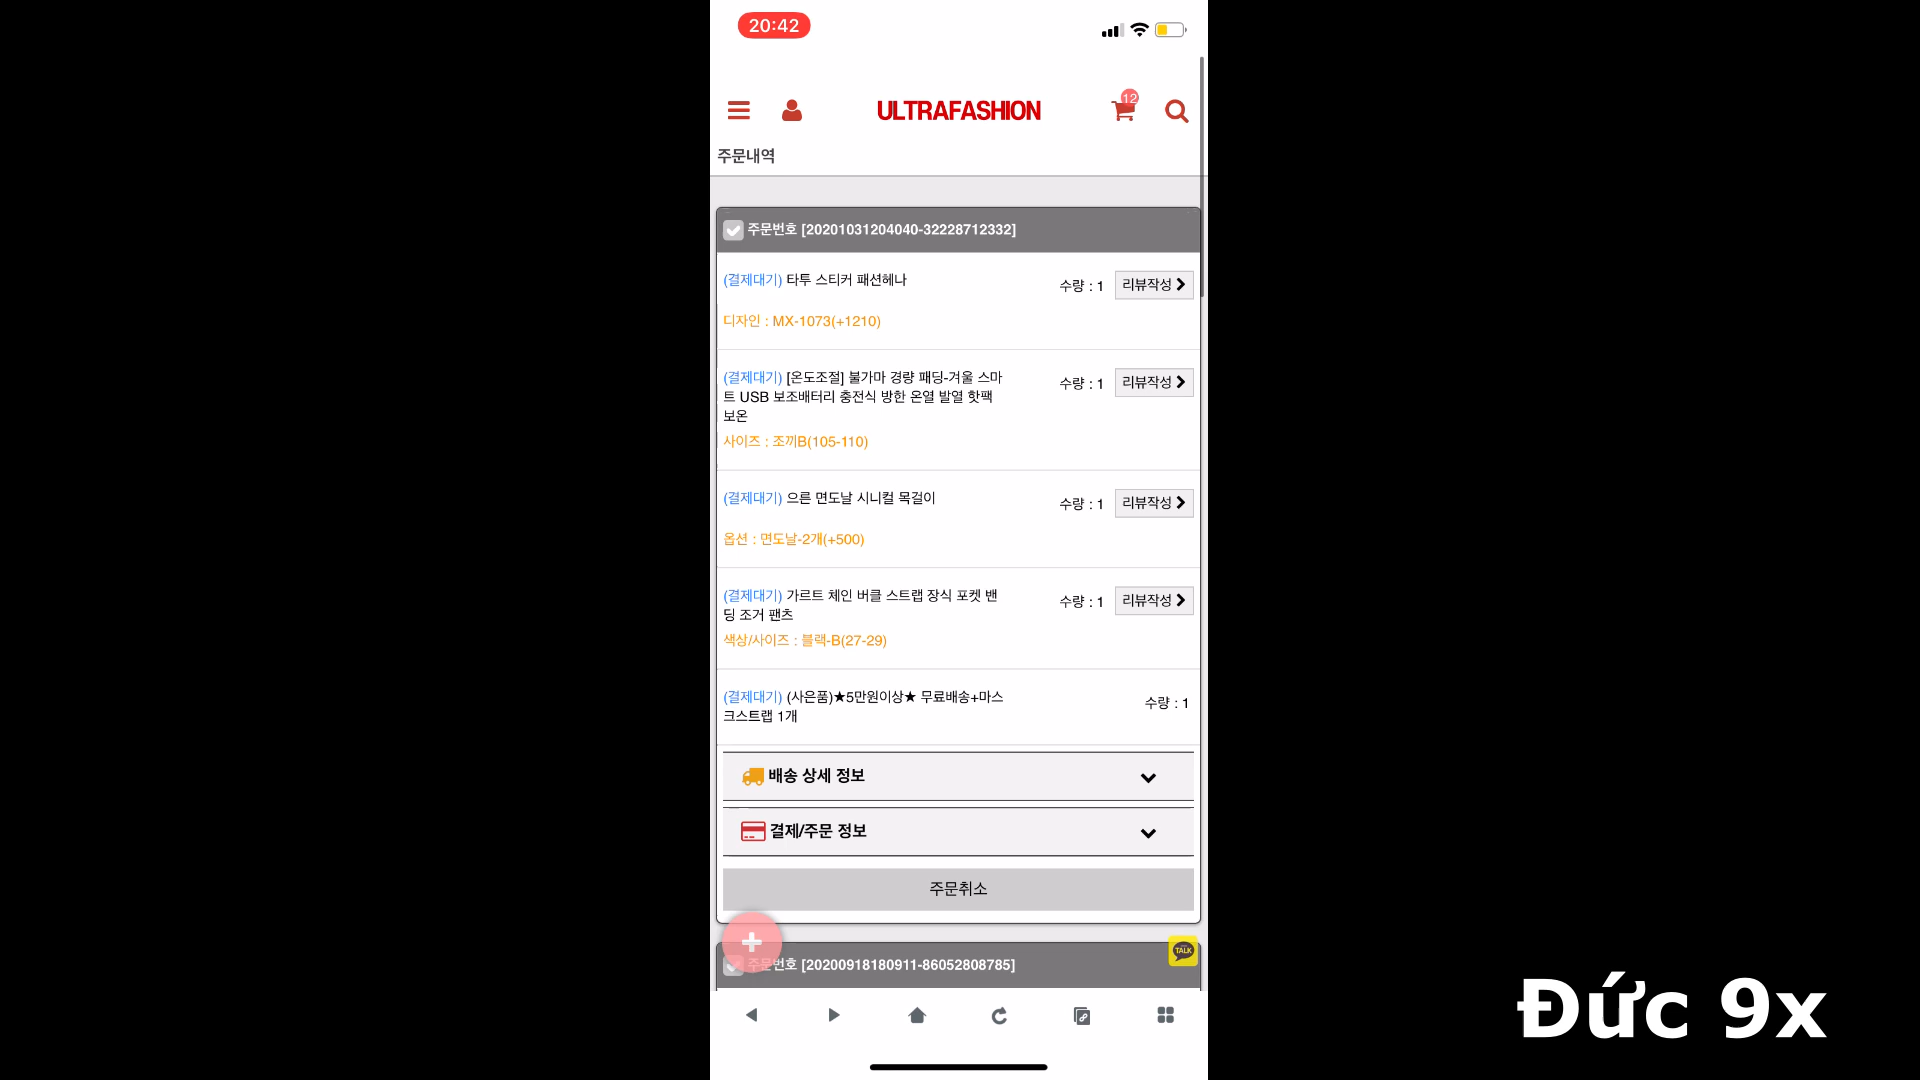 20:42
12
ULTRAFASHION
주문내역
주문번호 [20201031204040-32228712332]
(결제대기) 타투 스티커 패션헤나
수량 : 1
리뷰작성
디자인 : MX-1073(+1210)
(결제대기) [온도조절] 불가마 경량 패딩-겨울 스마
트 USB 보조배터리 충전식 방한 온열 발열 핫팩
보온
수량 : 1
리뷰작성
사이즈 : 조끼B(105-110)
(결제대기) 으른 면도날 시니컬 목걸이
수량 : 1
리뷰작성
옵션 : 면도날-2개(+500)
(결제대기) 가르트 체인 버클 스트랩 장식 포켓 밴
딩 조거 팬츠
수량 : 1
리뷰작성
색상/사이즈 : 블랙-B(27-29)
(결제대기) (사은품)★5만원이상★ 무료배송+마스
크스트랩 1개
수량 : 1
배송 상세 정보
결제/주문 정보
주문취소
주문번호 [20200918180911-86052808785]
TALK
Đức 9x